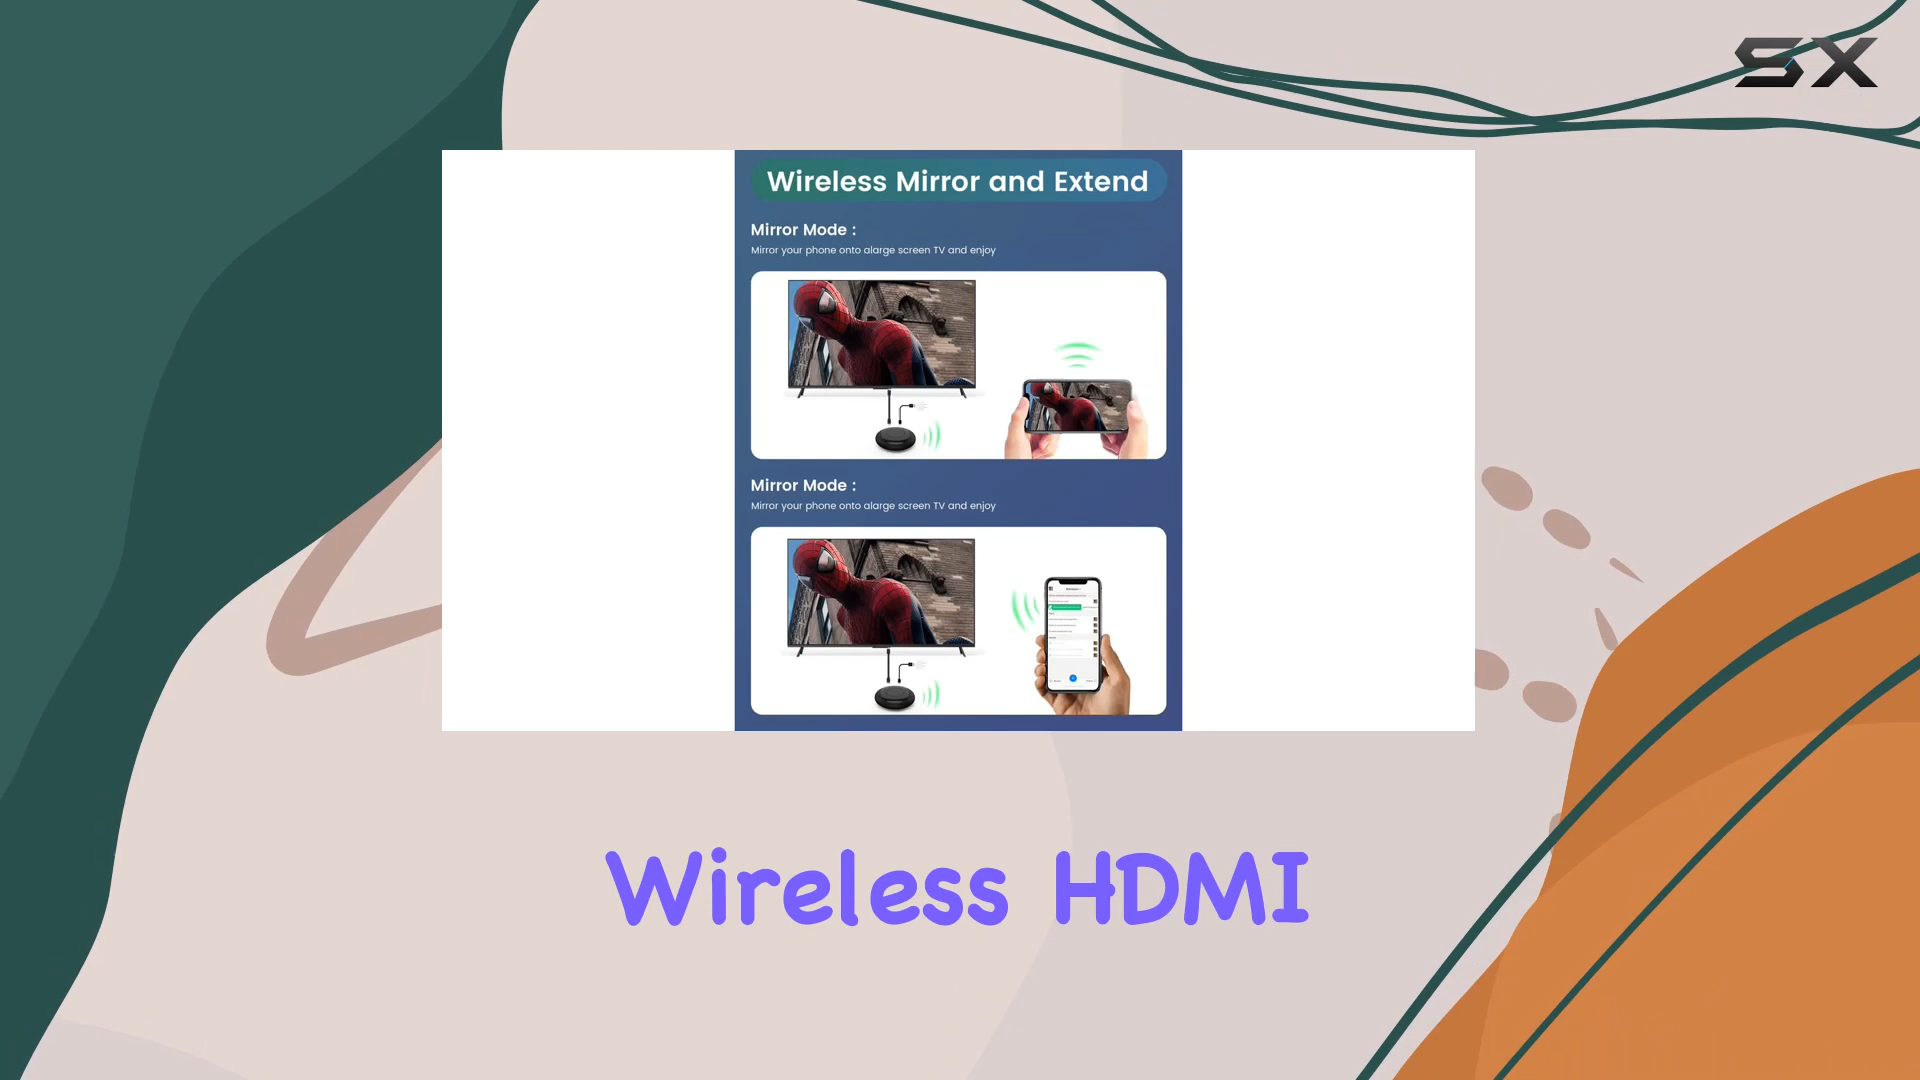 SX
Wireless Mirror and Extend
Mirror Mode :
Mirror your phone onto alarge screen TV and enjoy
Mirror Mode :
Mirror your phone onto alarge screen TV and enjoy
Wireless HDMI